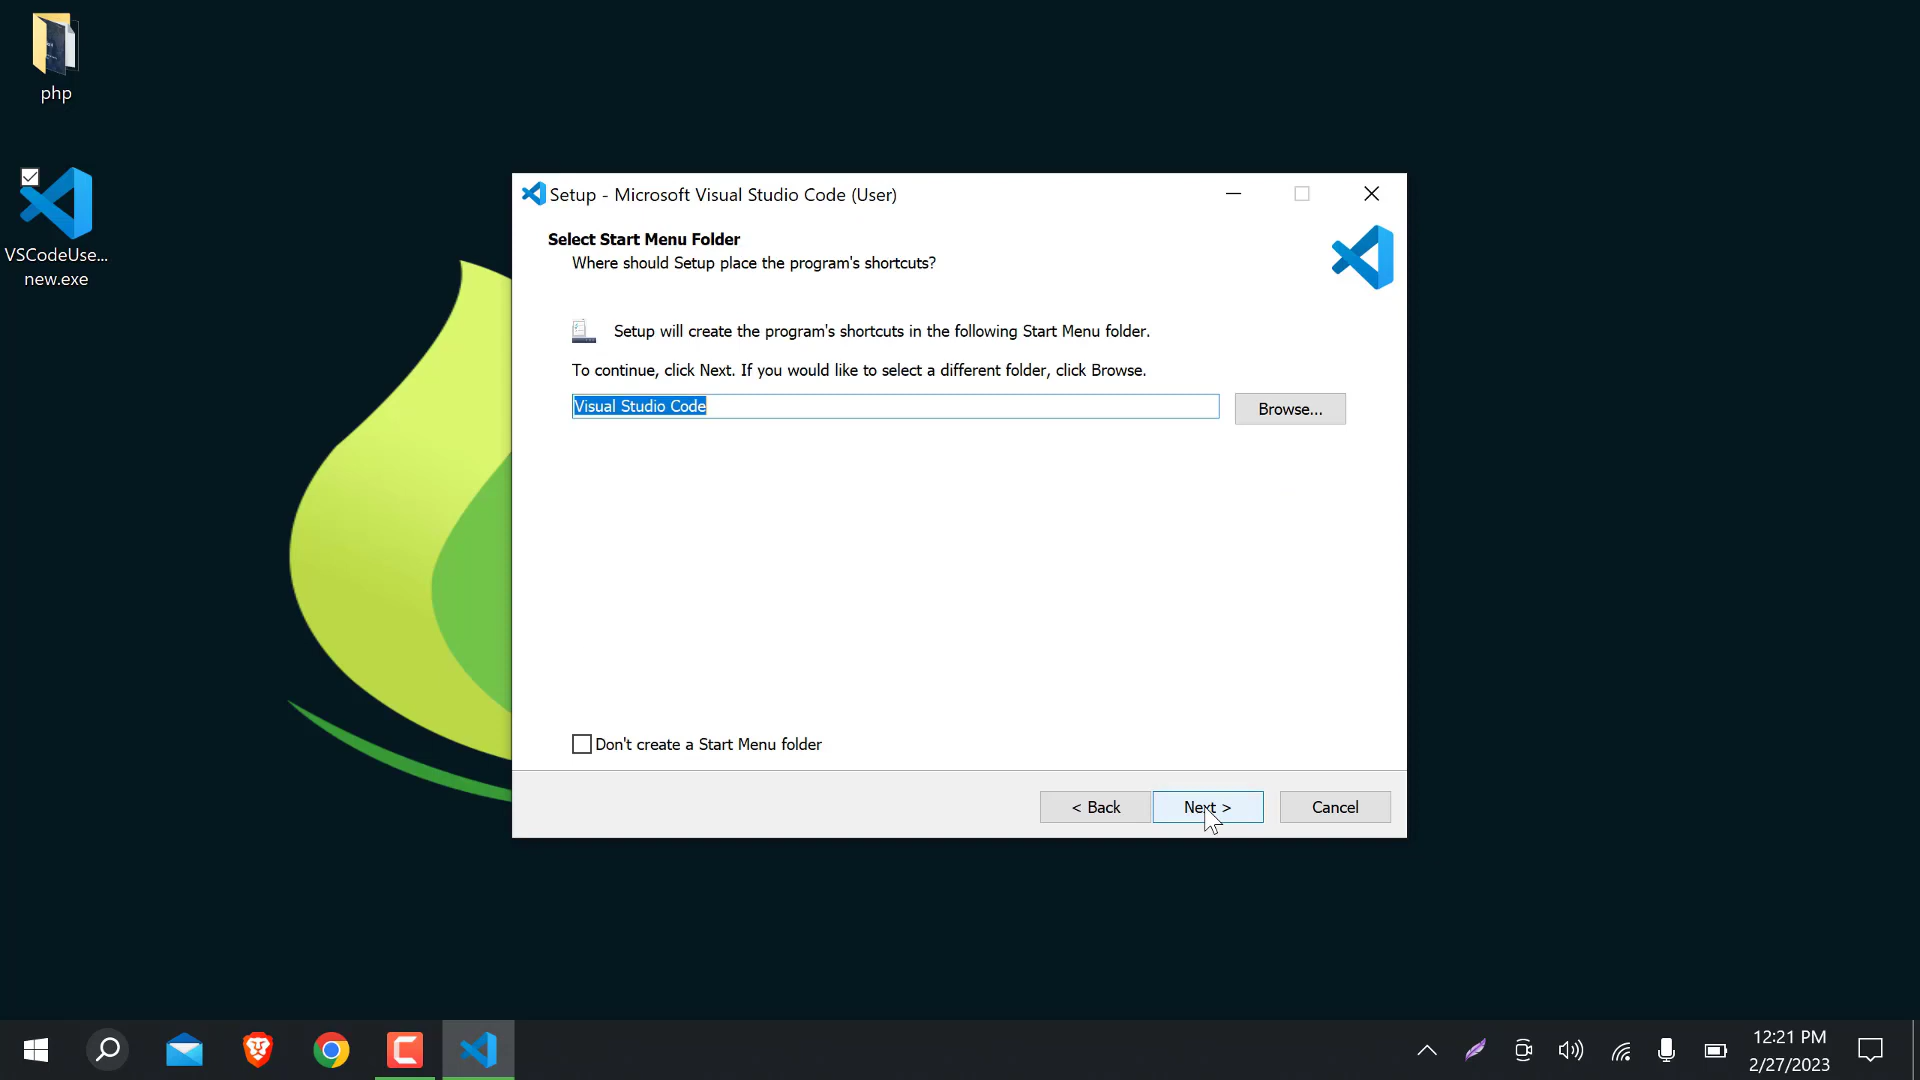 php
VSCodeUse...
new.exe
Setup - Microsoft Visual Studio Code (User)
Select Start Menu Folder
Where should Setup place the program's shortcuts?
Setup will create the program's shortcuts in the following Start Menu folder.
To continue, click Next. If you would like to select a different folder, click Browse.
Visual Studio Code
Browse...
Don't create a Start Menu folder
< Back
Next >
Cancel
12:21 PM
2/27/2023